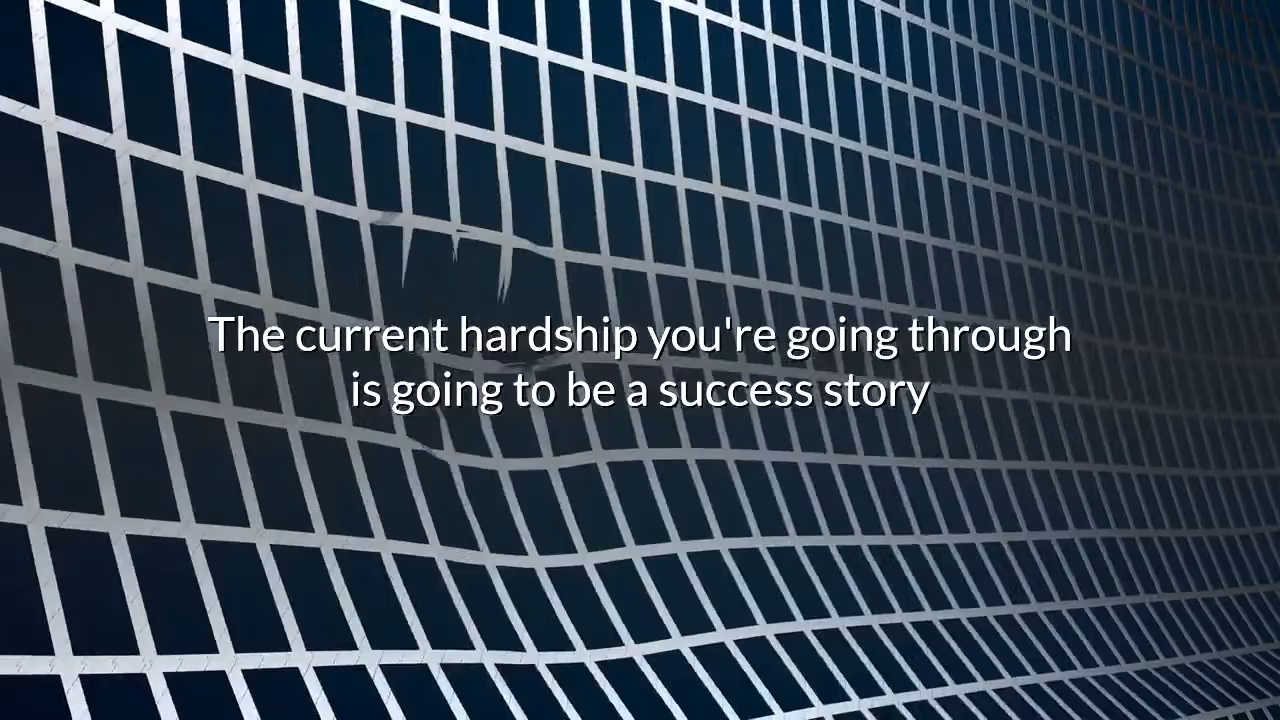 The current hardship you're going through
is going to be a success story